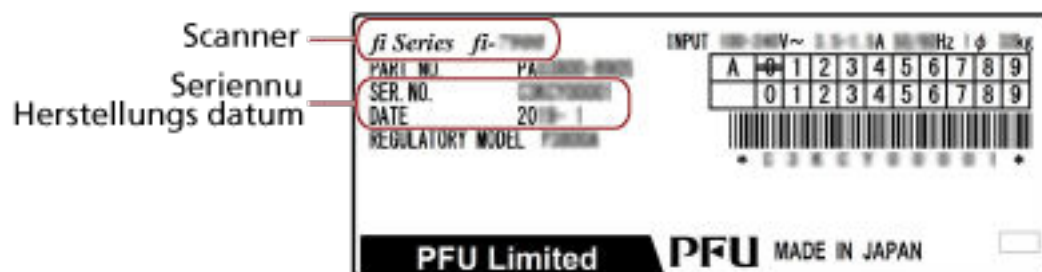 Scanner
Seriennu
Herstellungs datum
fi Series fi-
PART NO. PA
SER. NO.
DATE 20
REGULATORY MODEL
INPUT V~ A Hz 1φ kg
A 0 1 2 3 4 5 6 7 8 9
0 1 2 3 4 5 6 7 8 9
PFU Limited
PFU MADE IN JAPAN